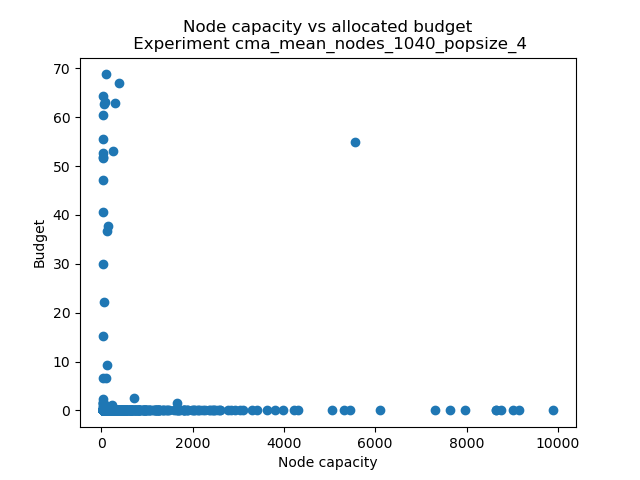 Node capacity vs allocated budget
Experiment cma_mean_nodes_1040_popsize_4
70
60
50
40
30
20
10
0
Budget
0 2000 4000 6000 8000 10000
Node capacity